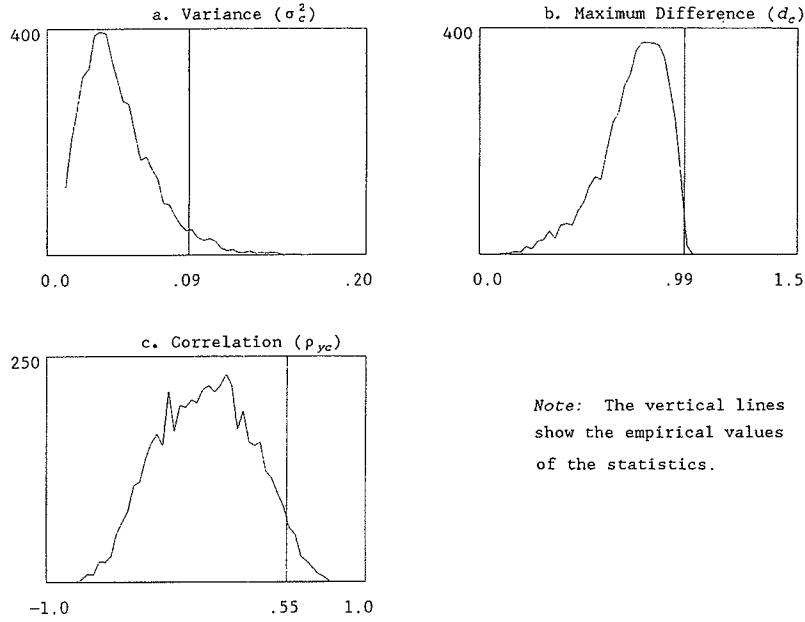 a. Variance (σ²c)
400
0.0 .09 .20
b. Maximum Difference (dc)
400
0.0 .99 1.5
c. Correlation (ρyc)
250
-1.0 .55 1.0
Note: The vertical lines
show the empirical values
of the statistics.